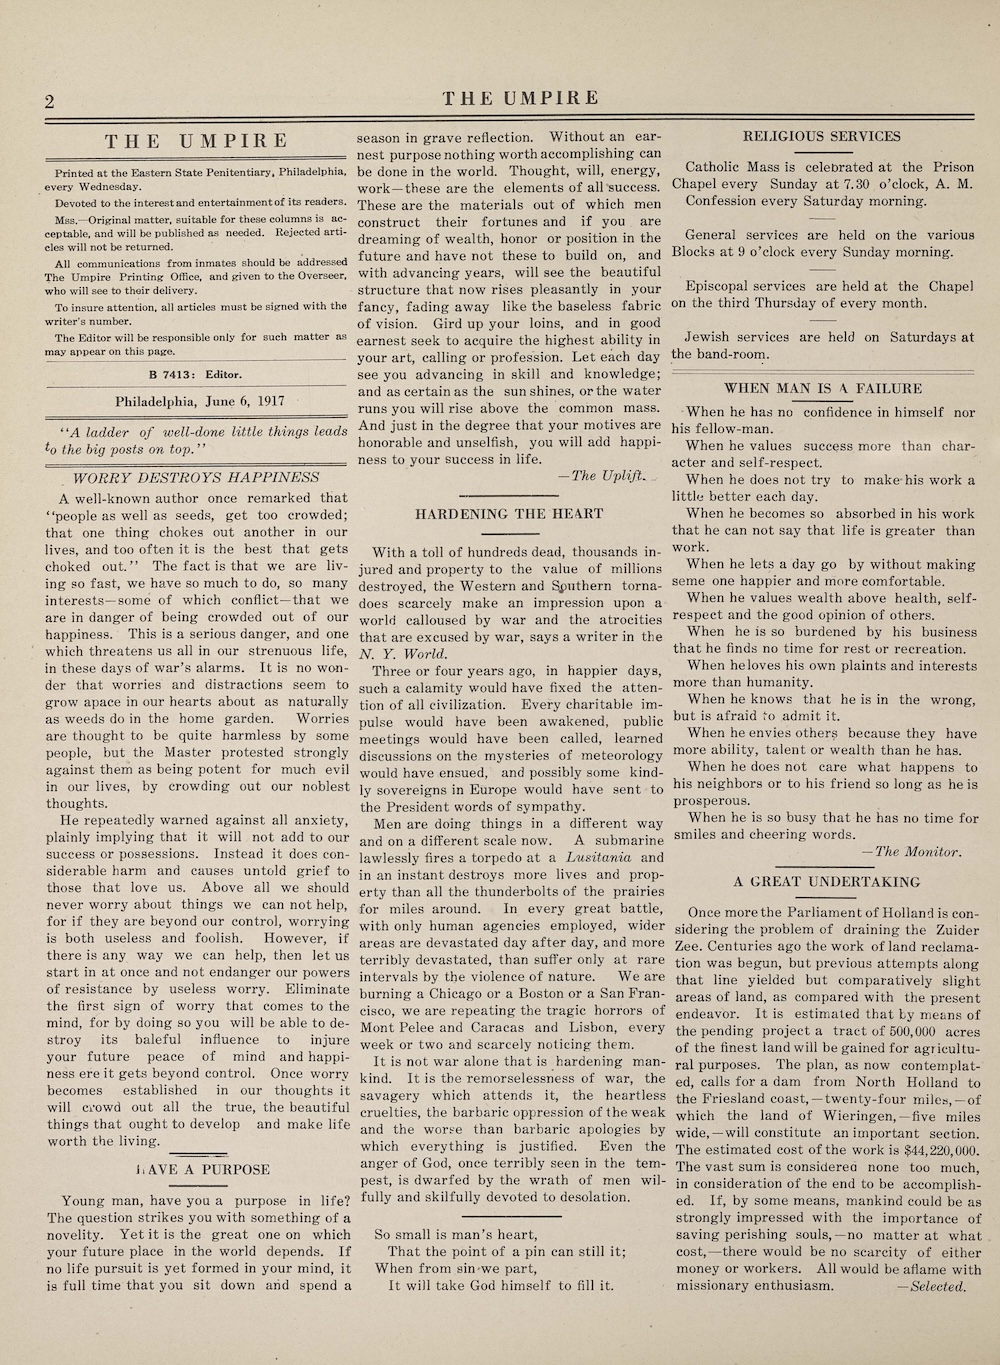 2
THE UMPIRE
THE UMPIRE
Printed at the Eastern State Penitentiary, Philadelphia,
every Wednesday.
Devoted to the interest and entertainment of its readers.
Mss.—Original matter, suitable for these columns is ac-
ceptable, and will be published as needed. Rejected arti-
cles will not be returned.
All communications from inmates should be addressed
The Umpire Printing Office, and given to the Overseer,
who will see to their delivery.
To insure attention, all articles must be signed with the
writer's number.
The Editor will be responsible only for such matter as
may appear on this page.
B 7413: Editor.
Philadelphia, June 6, 1917
"A ladder of well-done little things leads
to the big posts on top."
WORRY DESTROYS HAPPINESS
A well-known author once remarked that
"people as well as seeds, get too crowded;
that one thing chokes out another in our
lives, and too often it is the best that gets
choked out." The fact is that we are liv-
ing so fast, we have so much to do, so many
interests—some of which conflict—that we
are in danger of being crowded out of our
happiness. This is a serious danger, and one
which threatens us all in our strenuous life,
in these days of war's alarms. It is no won-
der that worries and distractions seem to
grow apace in our hearts about as naturally
as weeds do in the home garden. Worries
are thought to be quite harmless by some
people, but the Master protested strongly
against them as being potent for much evil
in our lives, by crowding out our noblest
thoughts.
He repeatedly warned against all anxiety,
plainly implying that it will not add to our
success or possessions. Instead it does con-
siderable harm and causes untold grief to
those that love us. Above all we should
never worry about things we can not help,
for if they are beyond our control, worrying
is both useless and foolish. However, if
there is any way we can help, then let us
start in at once and not endanger our powers
of resistance by useless worry. Eliminate
the first sign of worry that comes to the
mind, for by doing so you will be able to de-
stroy its baleful influence to injure
your future peace of mind and happi-
ness ere it gets beyond control. Once worry
becomes established in our thoughts it
will crowd out all the true, the beautiful
things that ought to develop and make life
worth the living.
HAVE A PURPOSE
Young man, have you a purpose in life?
The question strikes you with something of a
novelity. Yet it is the great one on which
your future place in the world depends. If
no life pursuit is yet formed in your mind, it
is full time that you sit down and spend a
season in grave reflection. Without an ear-
nest purpose nothing worth accomplishing can
be done in the world. Thought, will, energy,
work—these are the elements of all success.
These are the materials out of which men
construct their fortunes and if you are
dreaming of wealth, honor or position in the
future and have not these to build on, and
with advancing years, will see the beautiful
structure that now rises pleasantly in your
fancy, fading away like the baseless fabric
of vision. Gird up your loins, and in good
earnest seek to acquire the highest ability in
your art, calling or profession. Let each day
see you advancing in skill and knowledge;
and as certain as the sun shines, or the water
runs you will rise above the common mass.
And just in the degree that your motives are
honorable and unselfish, you will add happi-
ness to your success in life.
—The Uplift.
HARDENING THE HEART
With a toll of hundreds dead, thousands in-
jured and property to the value of millions
destroyed, the Western and Southern torna-
does scarcely make an impression upon a
world calloused by war and the atrocities
that are excused by war, says a writer in the
N. Y. World.
Three or four years ago, in happier days,
such a calamity would have fixed the atten-
tion of all civilization. Every charitable im-
pulse would have been awakened, public
meetings would have been called, learned
discussions on the mysteries of meteorology
would have ensued, and possibly some kind-
ly sovereigns in Europe would have sent to
the President words of sympathy.
Men are doing things in a different way
and on a different scale now. A submarine
lawlessly fires a torpedo at a Lusitania and
in an instant destroys more lives and prop-
erty than all the thunderbolts of the prairies
for miles around. In every great battle,
with only human agencies employed, wider
areas are devastated day after day, and more
terribly devastated, than suffer only at rare
intervals by the violence of nature. We are
burning a Chicago or a Boston or a San Fran-
cisco, we are repeating the tragic horrors of
Mont Pelee and Caracas and Lisbon, every
week or two and scarcely noticing them.
It is not war alone that is hardening man-
kind. It is the remorselessness of war, the
savagery which attends it, the heartless
cruelties, the barbaric oppression of the weak
and the worse than barbaric apologies by
which everything is justified. Even the
anger of God, once terribly seen in the tem-
pest, is dwarfed by the wrath of men wil-
fully and skilfully devoted to desolation.
So small is man's heart,
That the point of a pin can still it;
When from sin we part,
It will take God himself to fill it.
RELIGIOUS SERVICES
Catholic Mass is celebrated at the Prison
Chapel every Sunday at 7.30 o'clock, A. M.
Confession every Saturday morning.
General services are held on the various
Blocks at 9 o'clock every Sunday morning.
Episcopal services are held at the Chapel
on the third Thursday of every month.
Jewish services are held on Saturdays at
the band-room.
WHEN MAN IS A FAILURE
When he has no confidence in himself nor
his fellow-man.
When he values success more than char-
acter and self-respect.
When he does not try to make his work a
little better each day.
When he becomes so absorbed in his work
that he can not say that life is greater than
work.
When he lets a day go by without making
seme one happier and more comfortable.
When he values wealth above health, self-
respect and the good opinion of others.
When he is so burdened by his business
that he finds no time for rest or recreation.
When he loves his own plaints and interests
more than humanity.
When he knows that he is in the wrong,
but is afraid to admit it.
When he envies others because they have
more ability, talent or wealth than he has.
When he does not care what happens to
his neighbors or to his friend so long as he is
prosperous.
When he is so busy that he has no time for
smiles and cheering words.
—The Monitor.
A GREAT UNDERTAKING
Once more the Parliament of Holland is con-
sidering the problem of draining the Zuider
Zee. Centuries ago the work of land reclama-
tion was begun, but previous attempts along
that line yielded but comparatively slight
areas of land, as compared with the present
endeavor. It is estimated that by means of
the pending project a tract of 500,000 acres
of the finest land will be gained for agricultu-
ral purposes. The plan, as now contemplat-
ed, calls for a dam from North Holland to
the Friesland coast,—twenty-four miles,—of
which the land of Wieringen,—five miles
wide,—will constitute an important section.
The estimated cost of the work is $44,220,000.
The vast sum is considered none too much,
in consideration of the end to be accomplish-
ed. If, by some means, mankind could be as
strongly impressed with the importance of
saving perishing souls,—no matter at what
cost,—there would be no scarcity of either
money or workers. All would be aflame with
missionary enthusiasm. —Selected.